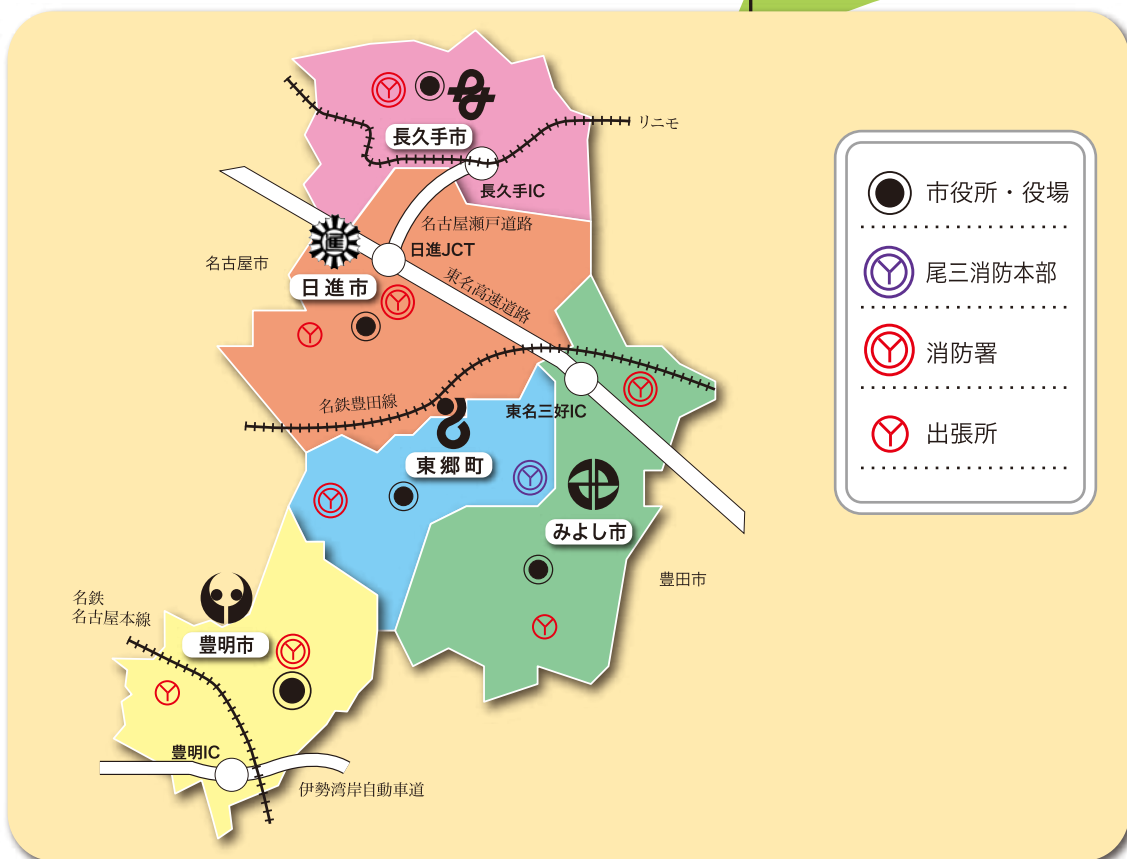 リニモ
長久手市
長久手IC
名古屋瀬戸道路
日進JCT
名古屋市
東名高速道路
日進市
名鉄豊田線
東名三好IC
東郷町
みよし市
豊田市
名鉄
名古屋本線
豊明市
豊明IC
伊勢湾岸自動車道
市役所・役場
尾三消防本部
消防署
出張所